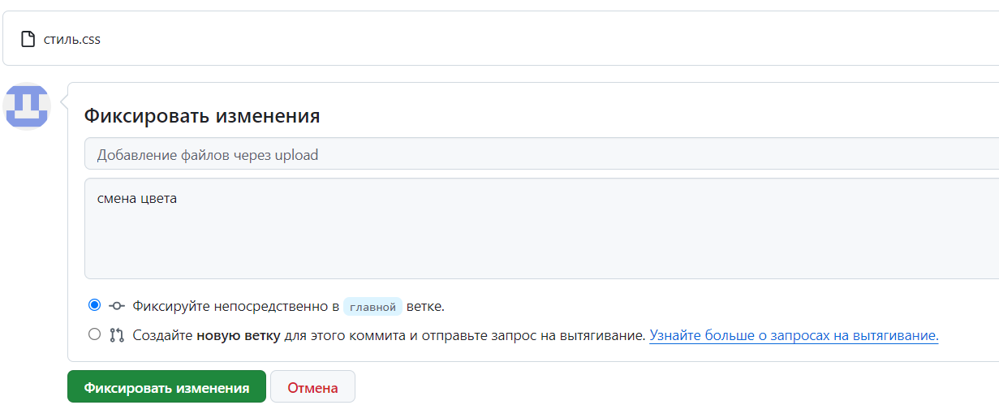 стиль.css
Фиксировать изменения
Добавление файлов через upload
смена цвета
Фиксируйте непосредственно в главной ветке.
Создайте новую ветку для этого коммита и отправьте запрос на вытягивание. Узнайте больше о запросах на вытягивание.
Фиксировать изменения Отмена